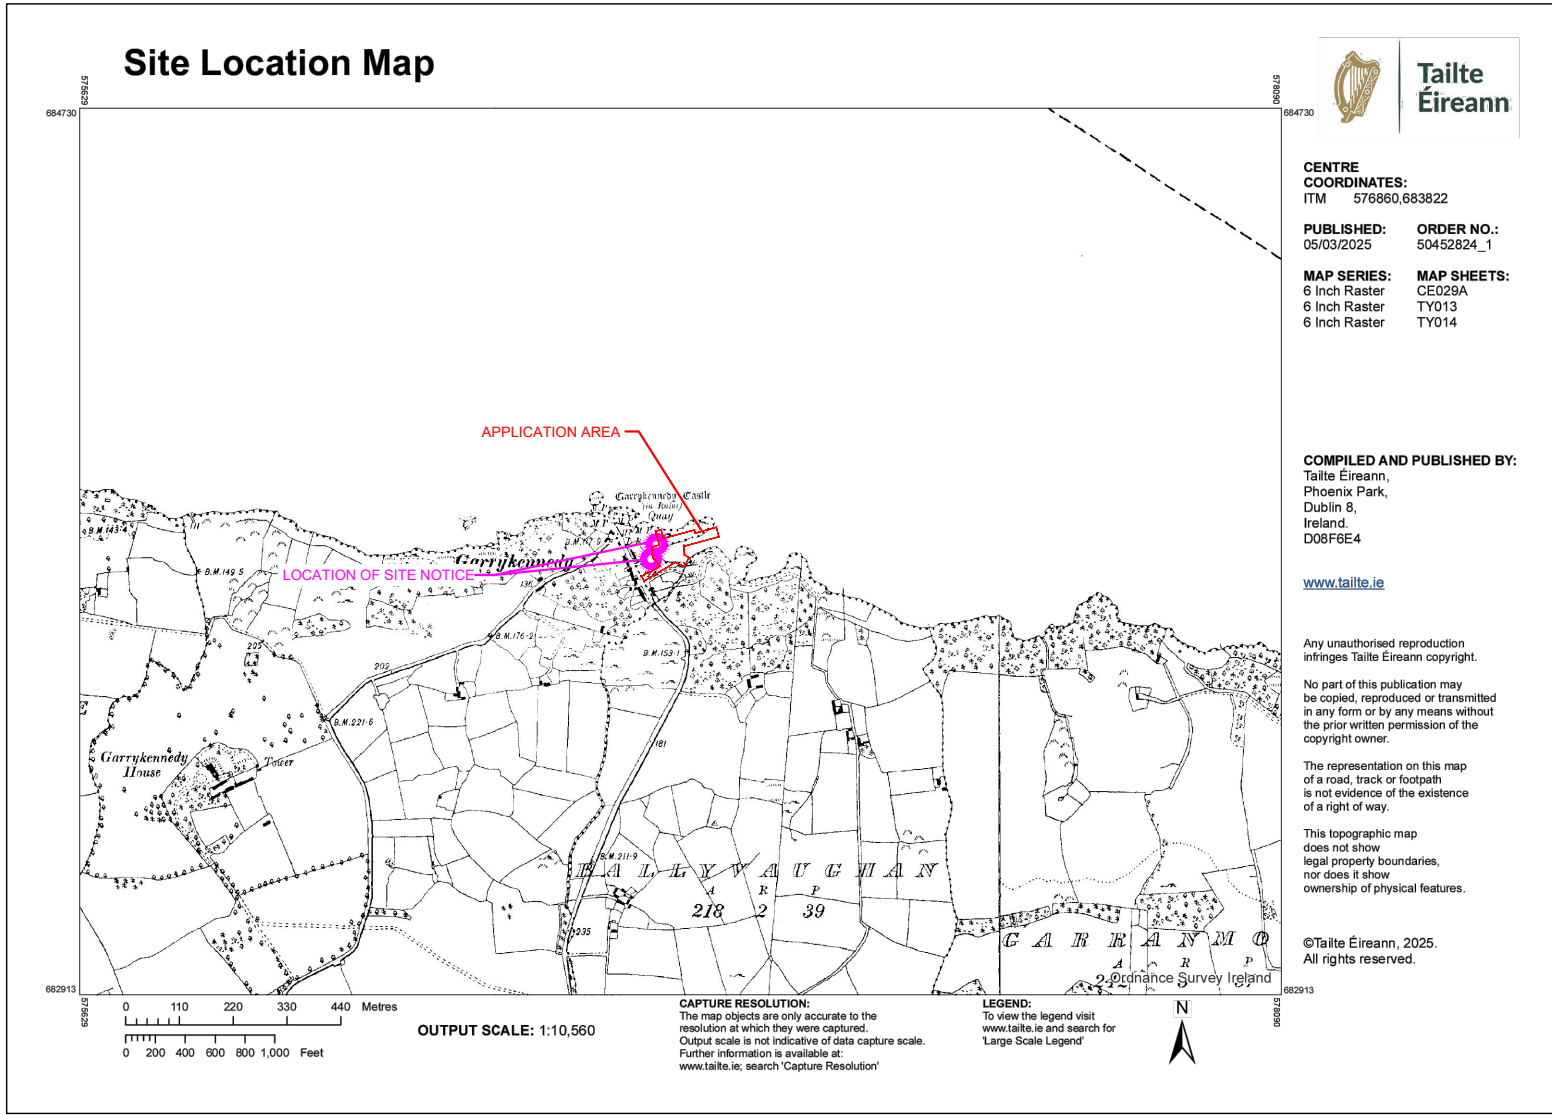 Site Location Map
Tailte
Éireann
575629
578090
684730
684730
CENTRE
COORDINATES:
ITM 576860,683822
PUBLISHED: ORDER NO.:
05/03/2025 50452824_1
MAP SERIES: MAP SHEETS:
6 Inch Raster CE029A
6 Inch Raster TY013
6 Inch Raster TY014
APPLICATION AREA
COMPILED AND PUBLISHED BY:
Tailte Éireann,
Phoenix Park,
Dublin 8,
Ireland.
D08F6E4
www.tailte.ie
Garrykennedy Castle
(in Ruins)
Quay
B.M.143·4
Garrykennedy
B.M.149·5
LOCATION OF SITE NOTICE
136
B.M.176·2
205
B.M.153·1
202
B.M.221·6
181
Garrykennedy
House
Tower
B.M.211·9
BALLYVAUGHAN
A R P
218 2 39
235
GARRANMO
A R P
Ordnance Survey Ireland
Any unauthorised reproduction
infringes Tailte Éireann copyright.
No part of this publication may
be copied, reproduced or transmitted
in any form or by any means without
the prior written permission of the
copyright owner.
The representation on this map
of a road, track or footpath
is not evidence of the existence
of a right of way.
This topographic map
does not show
legal property boundaries,
nor does it show
ownership of physical features.
©Tailte Éireann, 2025.
All rights reserved.
682913
682913
575629
578090
0 110 220 330 440 Metres
0 200 400 600 800 1,000 Feet
OUTPUT SCALE: 1:10,560
CAPTURE RESOLUTION:
The map objects are only accurate to the
resolution at which they were captured.
Output scale is not indicative of data capture scale.
Further information is available at:
www.tailte.ie; search 'Capture Resolution'
LEGEND:
To view the legend visit
www.tailte.ie and search for
'Large Scale Legend'
N